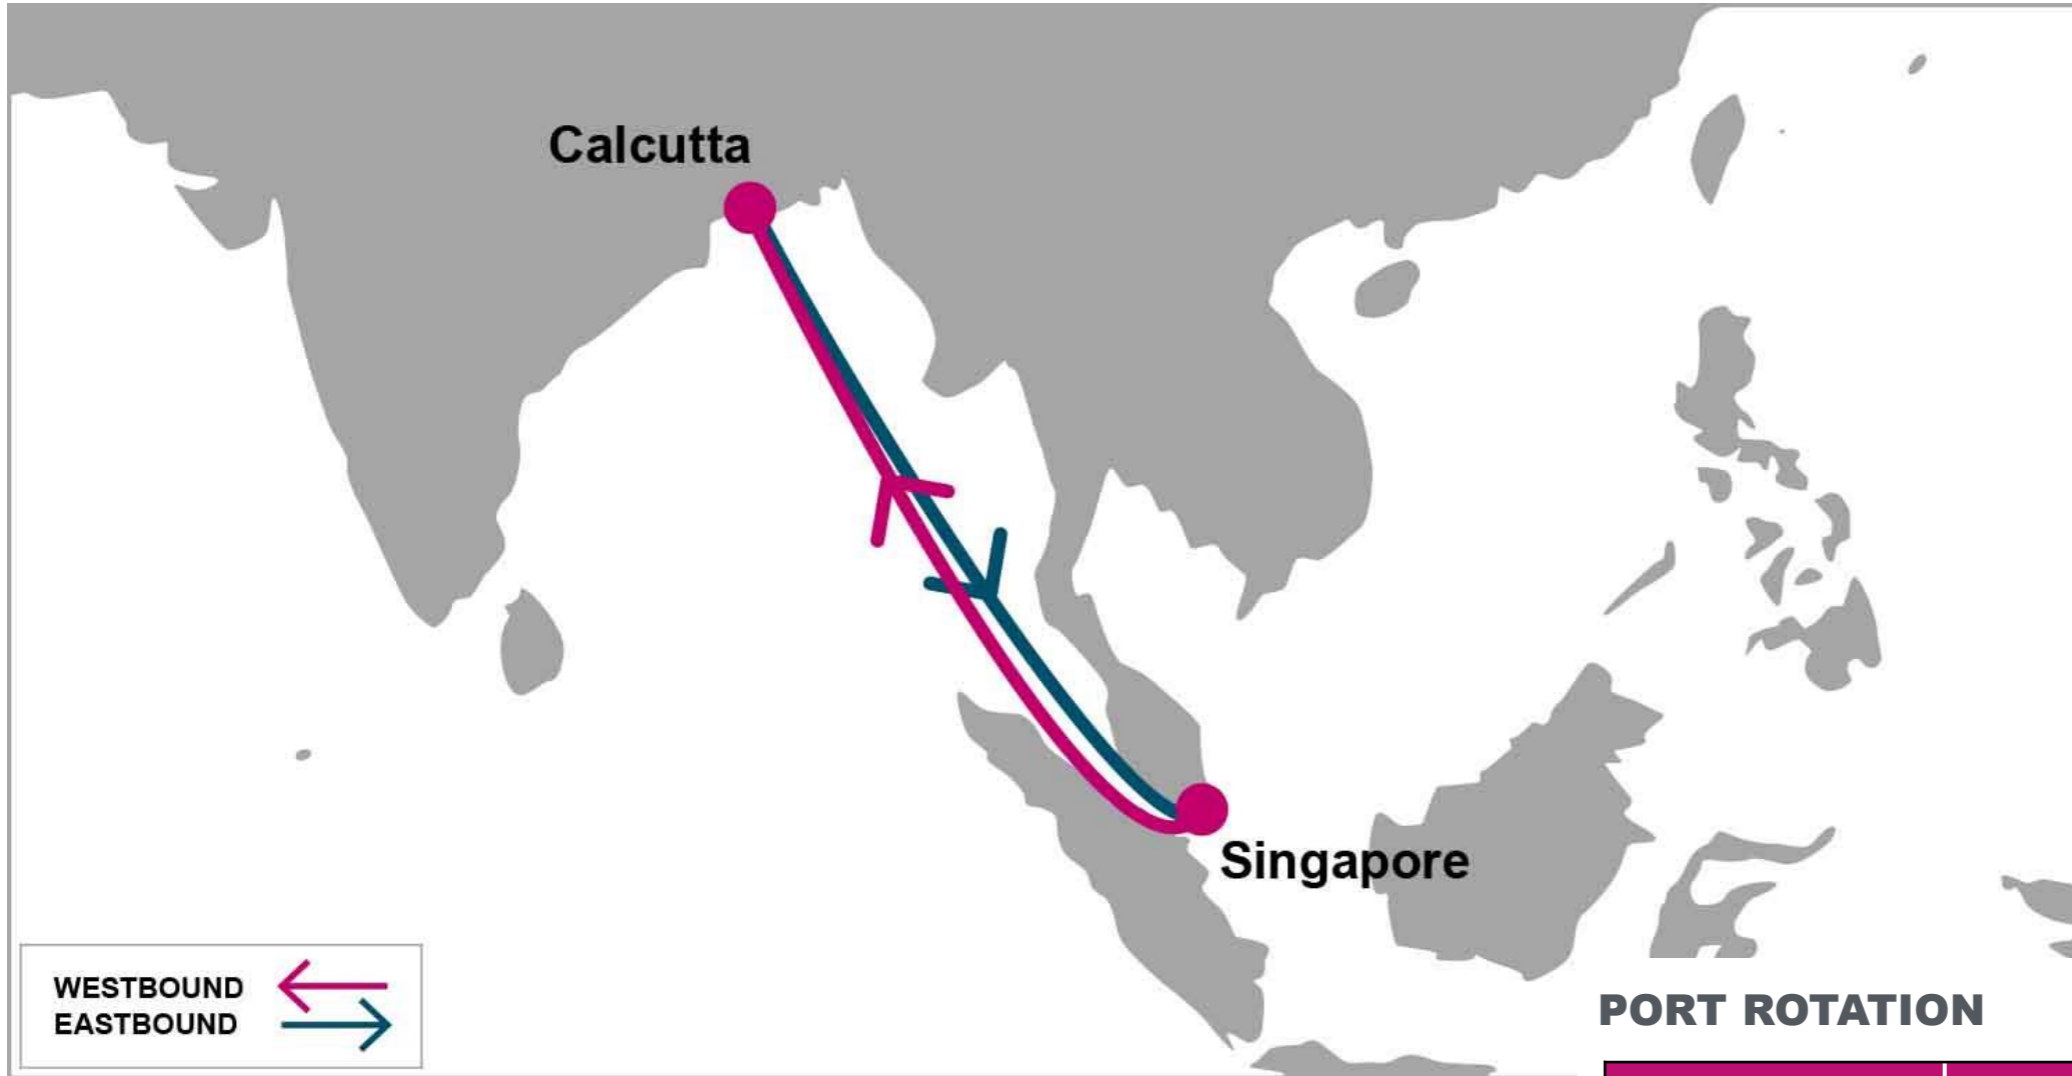 Calcutta
Singapore
WESTBOUND
EASTBOUND
PORT ROTATION